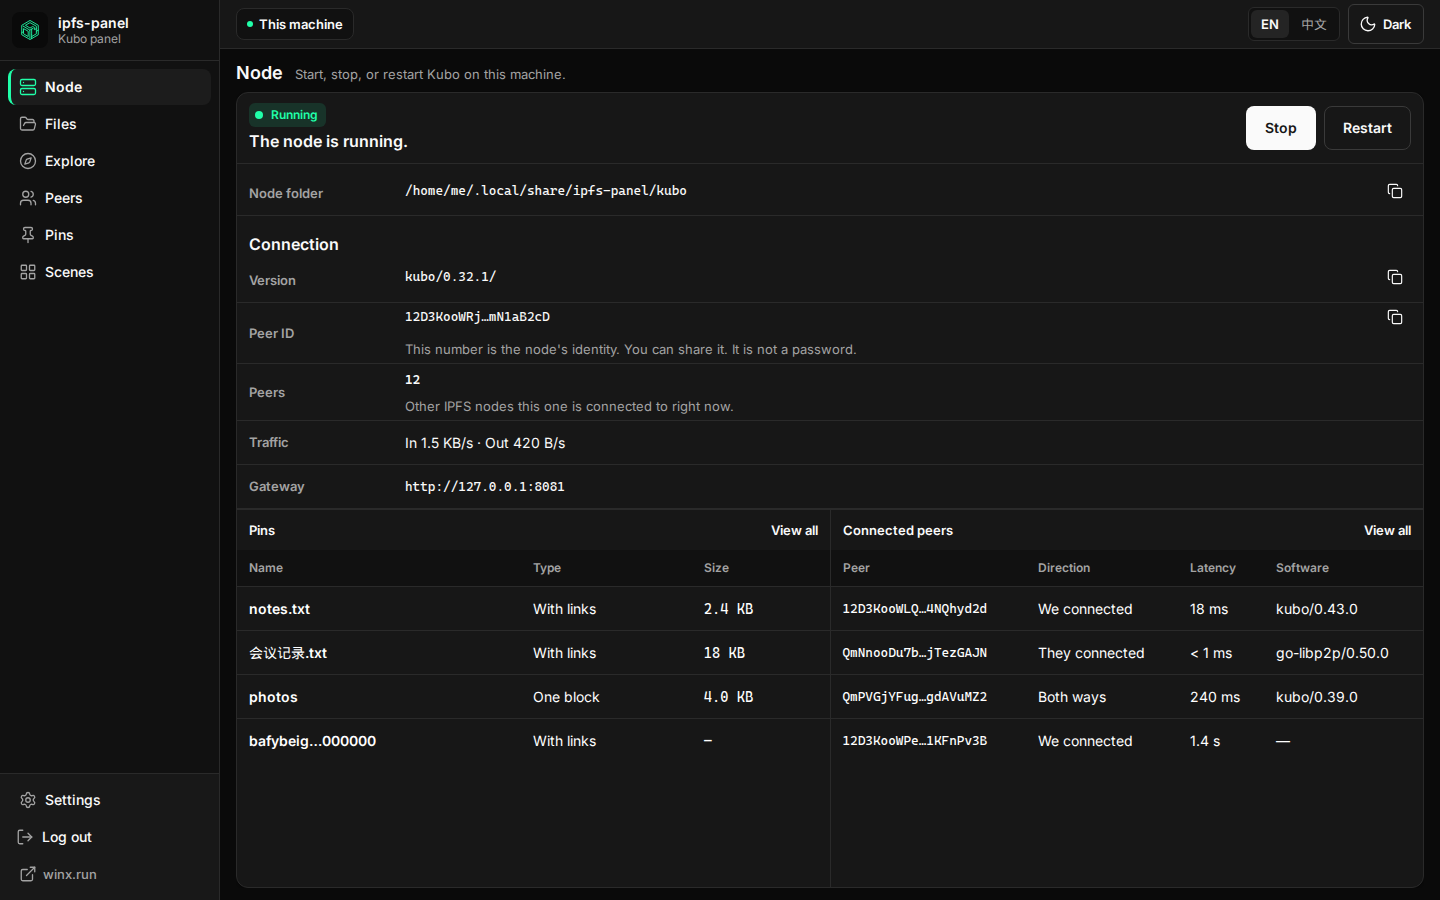 ipfs-panel
Kubo panel
This machine
EN 中文 Dark
Node
Files
Explore
Peers
Pins
Scenes
Settings
Log out
winx.run
Node Start, stop, or restart Kubo on this machine.
Running
The node is running.
Stop Restart
Node folder /home/me/.local/share/ipfs-panel/kubo
Connection
Version kubo/0.32.1/
Peer ID 12D3KooWRj…mN1aB2cD
This number is the node's identity. You can share it. It is not a password.
Peers 12
Other IPFS nodes this one is connected to right now.
Traffic In 1.5 KB/s · Out 420 B/s
Gateway http://127.0.0.1:8081
Pins View all
Name Type Size
notes.txt With links 2.4 KB
会议记录.txt With links 18 KB
photos One block 4.0 KB
bafybeig...000000 With links –
Connected peers View all
Peer Direction Latency Software
12D3KooWLQ…4NQhyd2d We connected 18 ms kubo/0.43.0
QmNnooDu7b…jTezGAJN They connected < 1 ms go-libp2p/0.50.0
QmPVGjYFug…gdAVuMZ2 Both ways 240 ms kubo/0.39.0
12D3KooWPe…1KFnPv3B We connected 1.4 s —